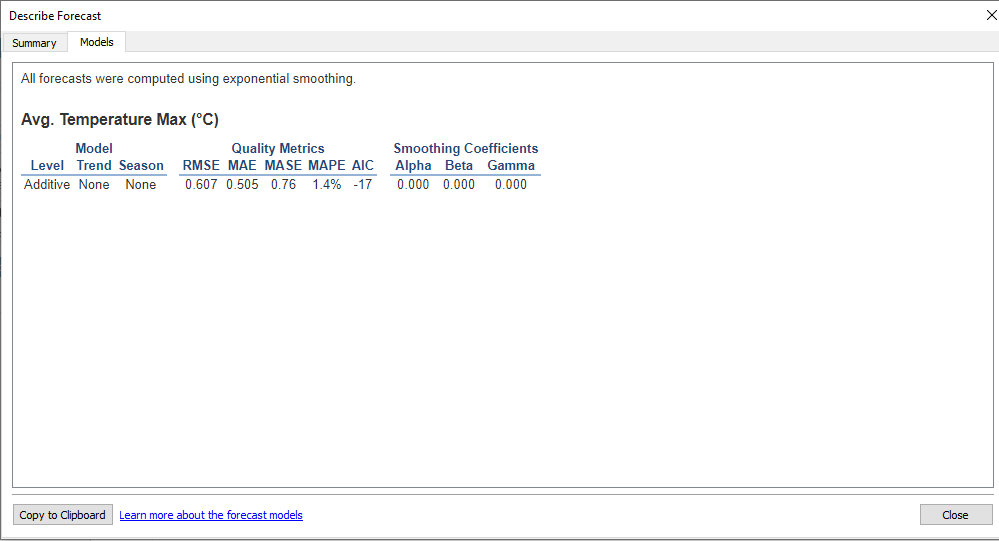 Describe Forecast
Summary Models
All forecasts were computed using exponential smoothing.
Avg. Temperature Max (°C)
Model Quality Metrics Smoothing Coefficients
Level Trend Season RMSE MAE MASE MAPE AIC Alpha Beta Gamma
Additive None None 0.607 0.505 0.76 1.4% -17 0.000 0.000 0.000
Copy to Clipboard Learn more about the forecast models Close